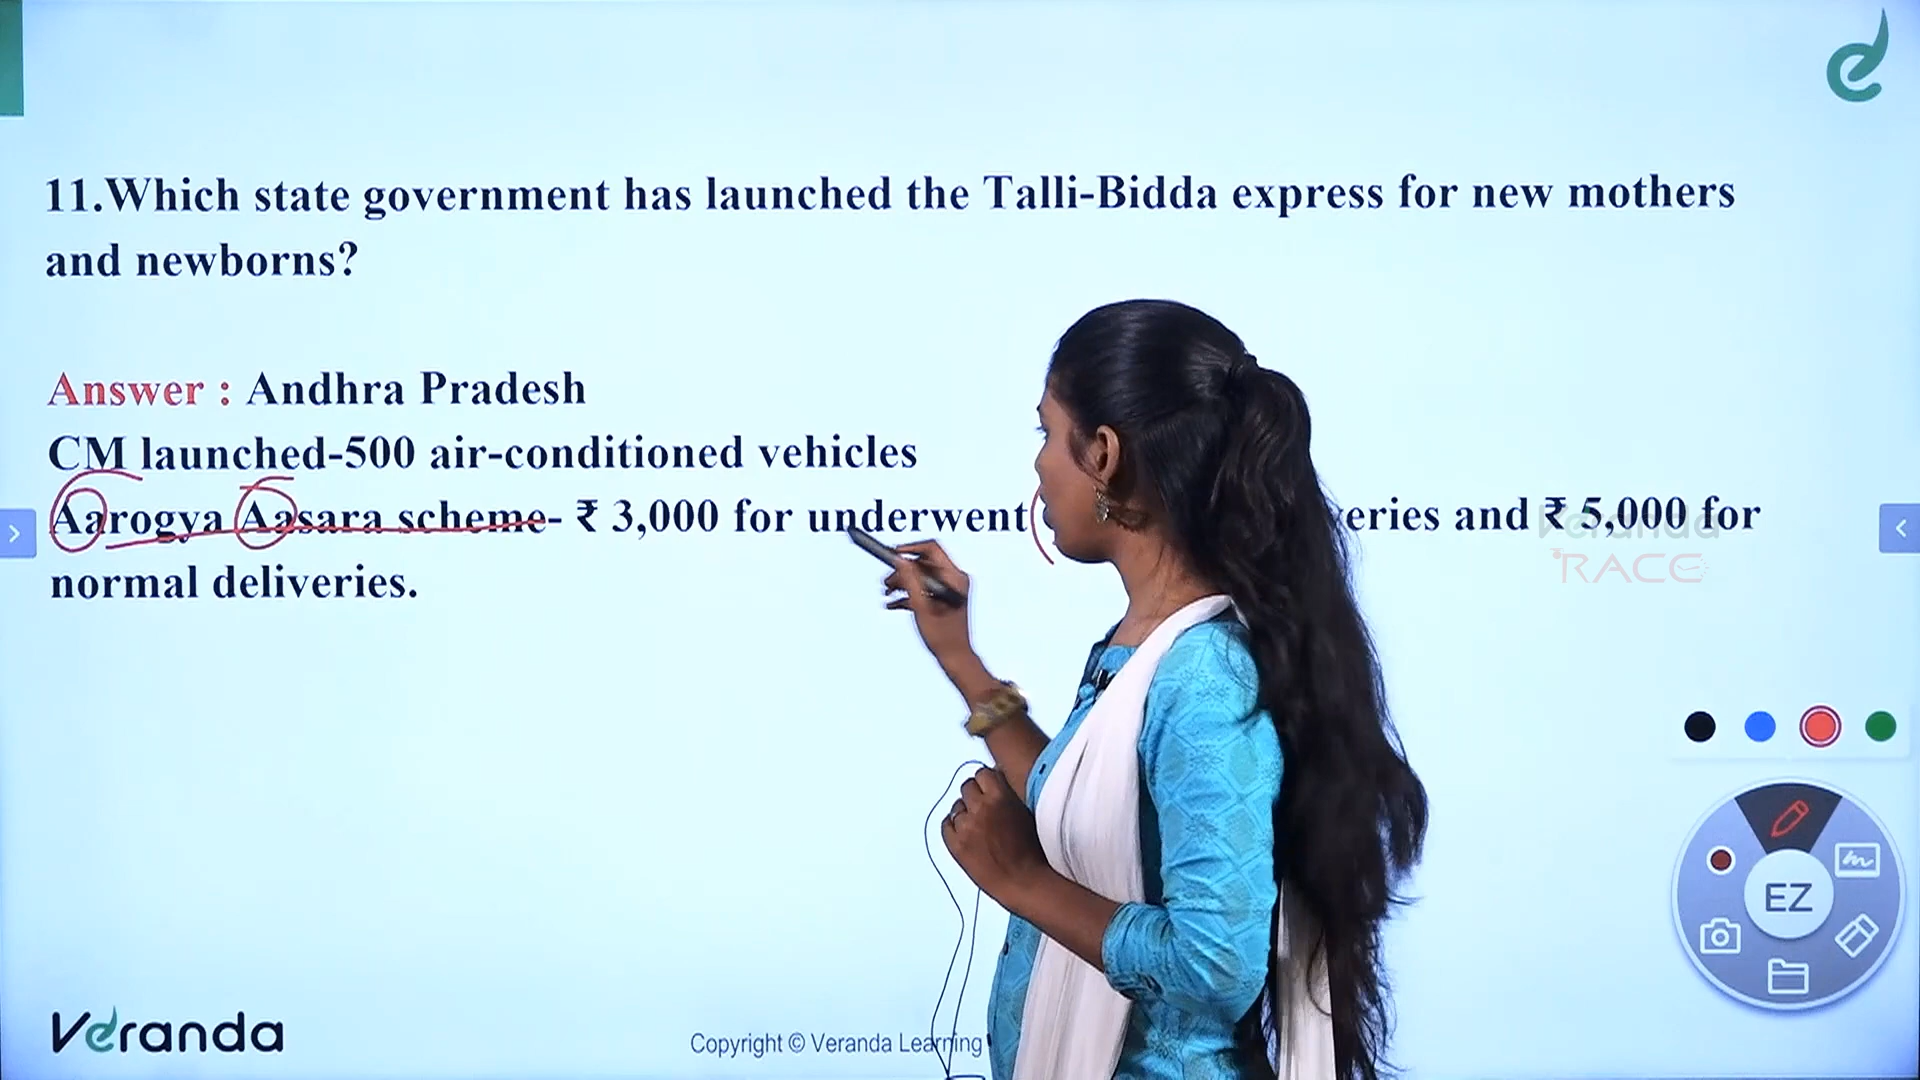 11.Which state government has launched the Talli-Bidda express for new mothers
and newborns?
Answer : Andhra Pradesh
CM launched-500 air-conditioned vehicles
Aarogya Aasara scheme- ₹ 3,000 for underwent eries and ₹ 5,000 for
normal deliveries.
Veranda
RACE
EZ
Veranda
Copyright © Veranda Learning